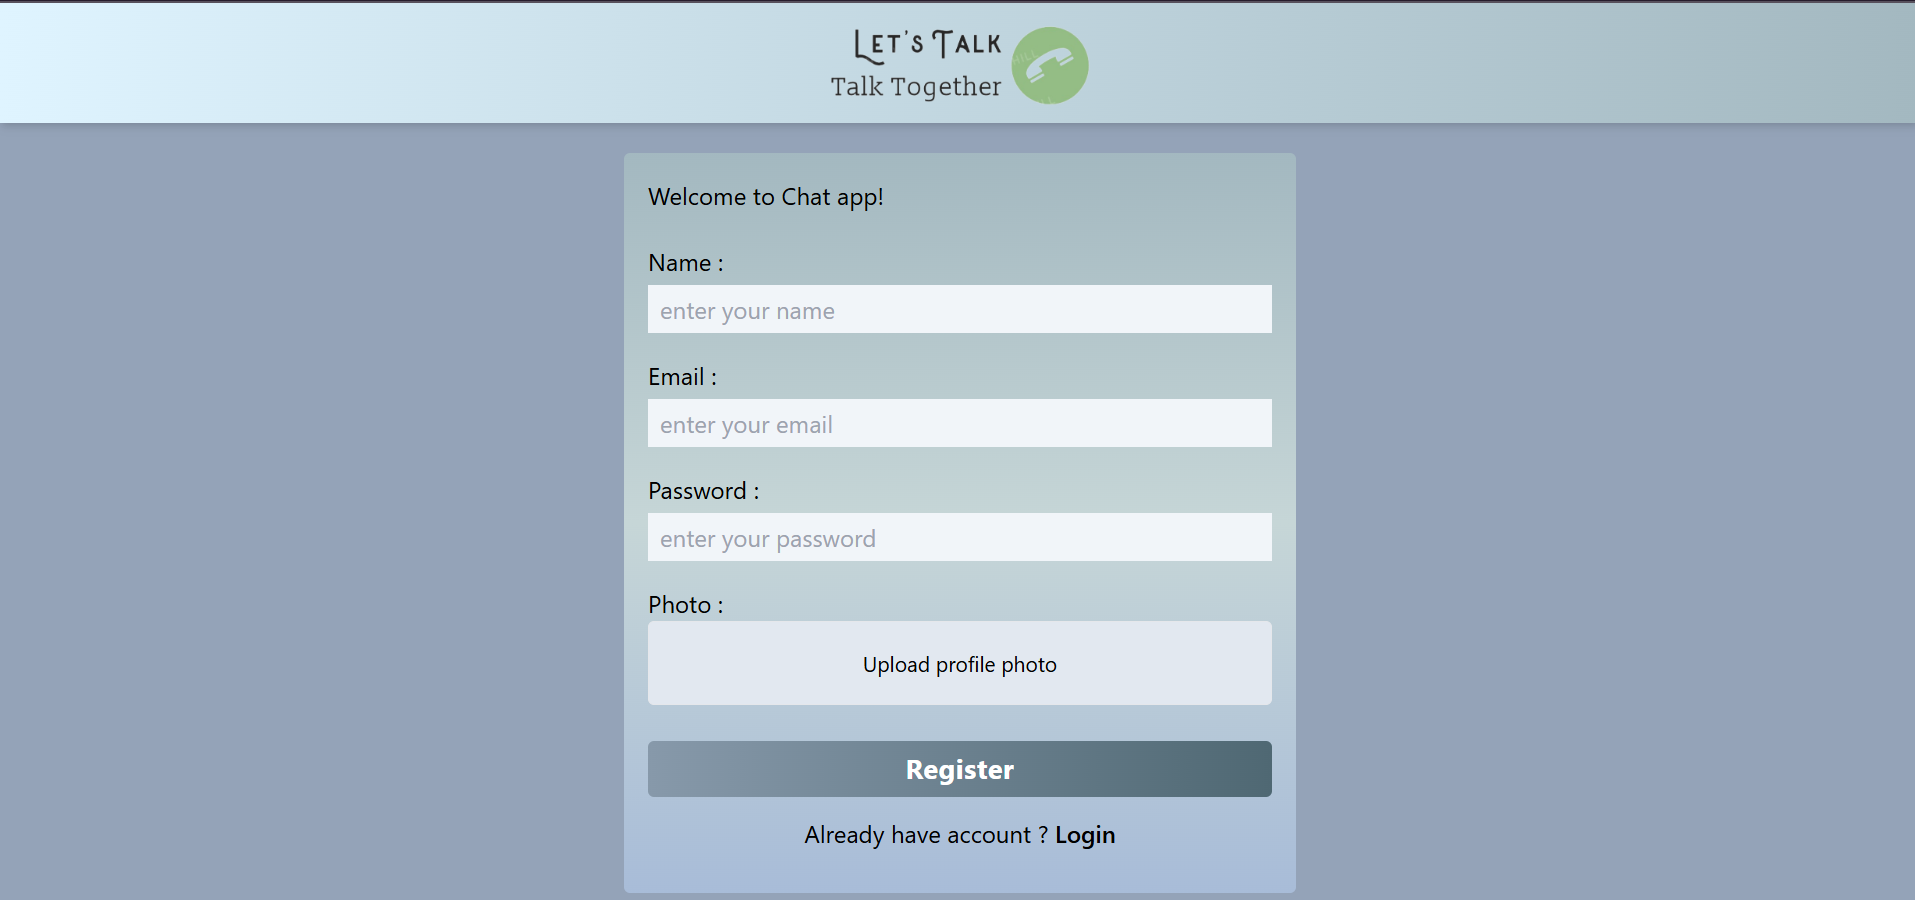 Let's Talk
Talk Together
Welcome to Chat app!
Name :
enter your name
Email :
enter your email
Password :
enter your password
Photo :
Upload profile photo
Register
Already have account ? Login